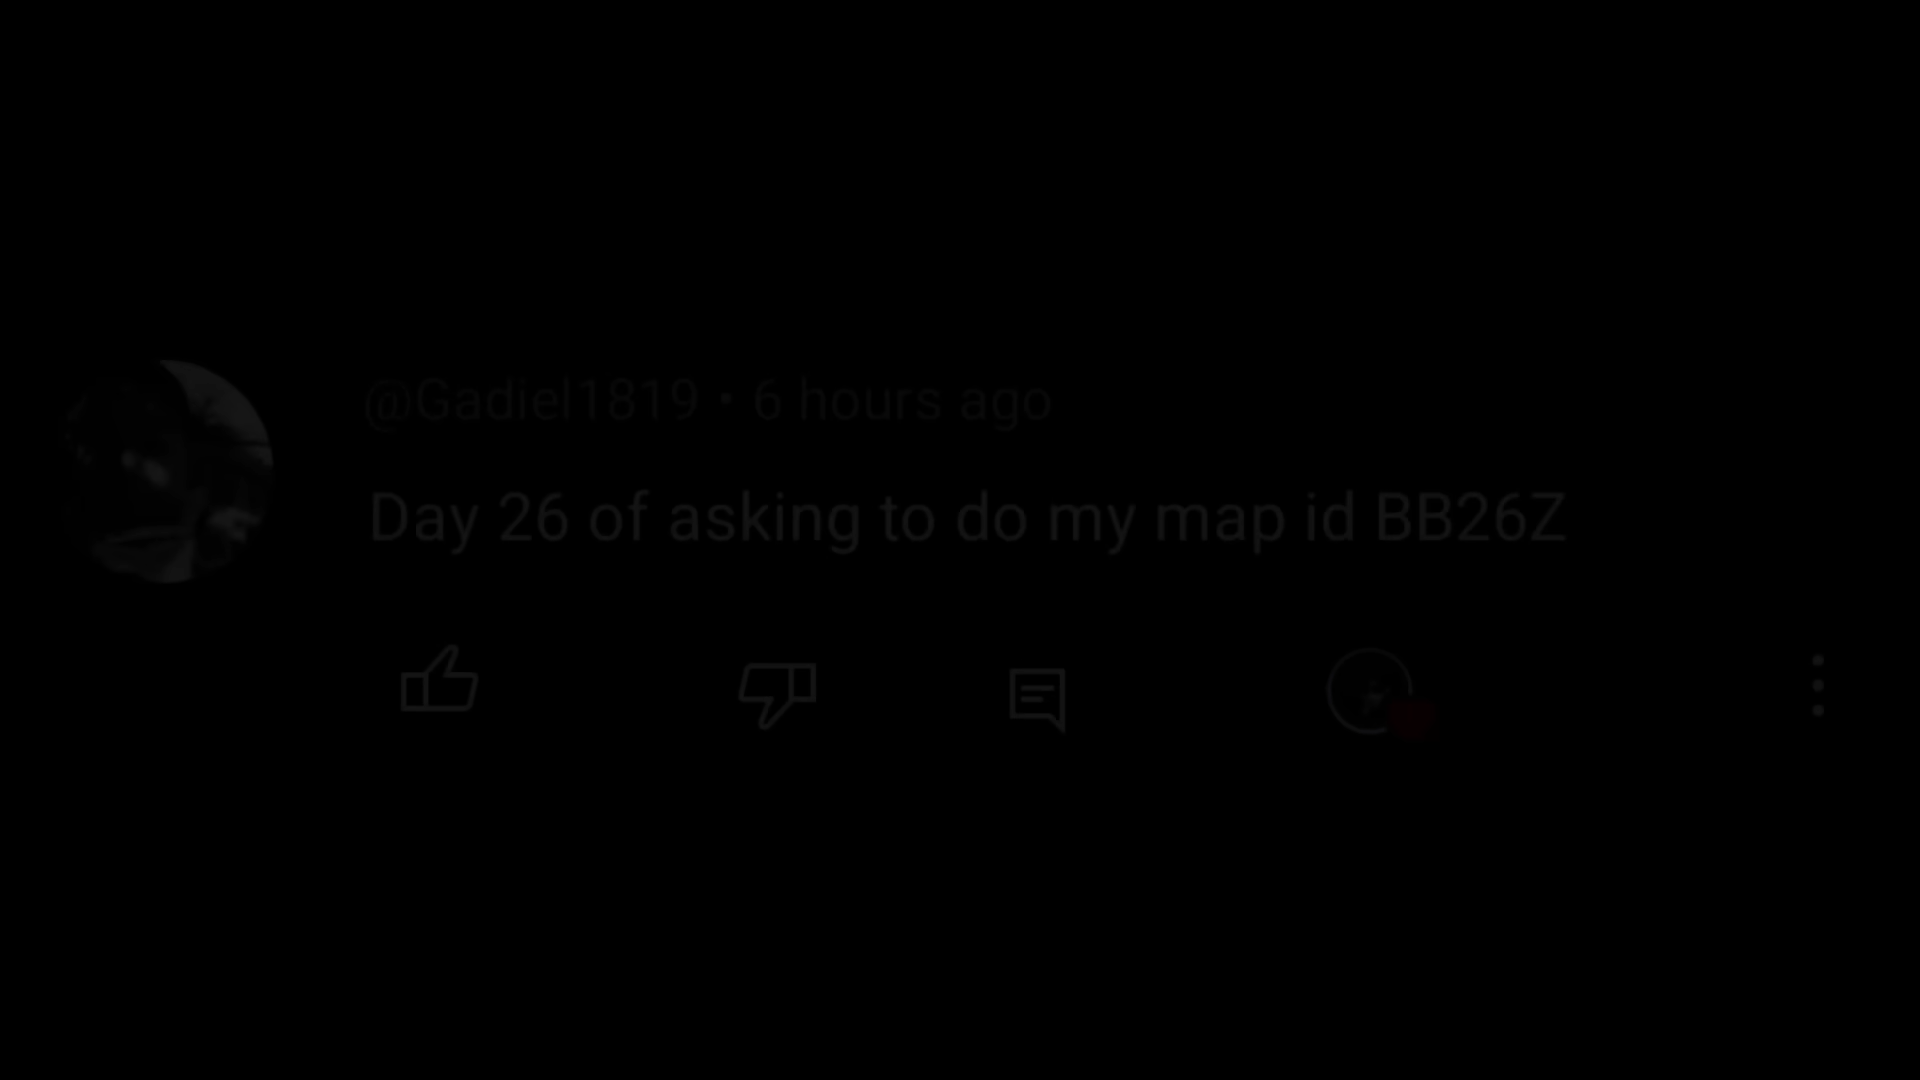 @Gadiel1819 • 6 hours ago
Day 26 of asking to do my map id BB26Z